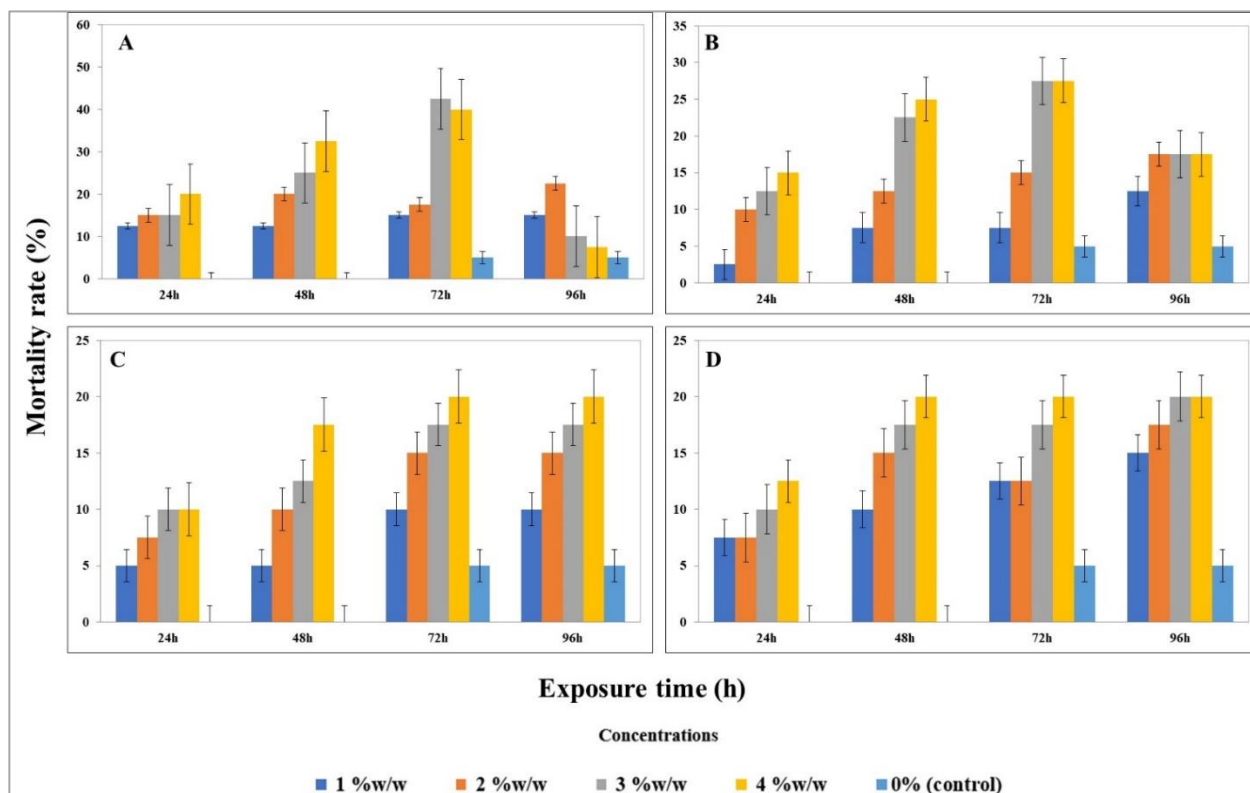 A
60
50
40
30
20
10
0
24h 48h 72h 96h
B
35
30
25
20
15
10
5
0
24h 48h 72h 96h
Mortality rate (%)
C
25
20
15
10
5
0
24h 48h 72h 96h
D
25
20
15
10
5
0
24h 48h 72h 96h
Exposure time (h)
Concentrations
1 %w/w 2 %w/w 3 %w/w 4 %w/w 0% (control)